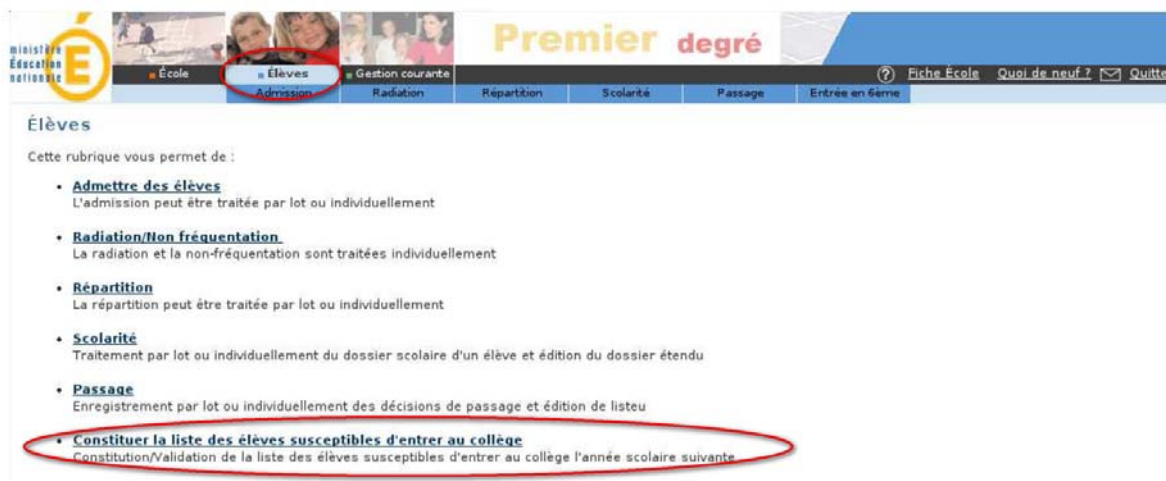 ministère
Éducation
nationale
É
Premier degré
École
Élèves
Gestion courante
? Fiche École Quoi de neuf ? Quitte
Admission Radiation Répartition Scolarité Passage Entrée en 6ème
Élèves
Cette rubrique vous permet de :
• Admettre des élèves
L'admission peut être traitée par lot ou individuellement
• Radiation/Non fréquentation
La radiation et la non-fréquentation sont traitées individuellement
• Répartition
La répartition peut être traitée par lot ou individuellement
• Scolarité
Traitement par lot ou individuellement du dossier scolaire d'un élève et édition du dossier étendu
• Passage
Enregistrement par lot ou individuellement des décisions de passage et édition de listeu
• Constituer la liste des élèves susceptibles d'entrer au collège
Constitution/Validation de la liste des élèves susceptibles d'entrer au collège l'année scolaire suivante